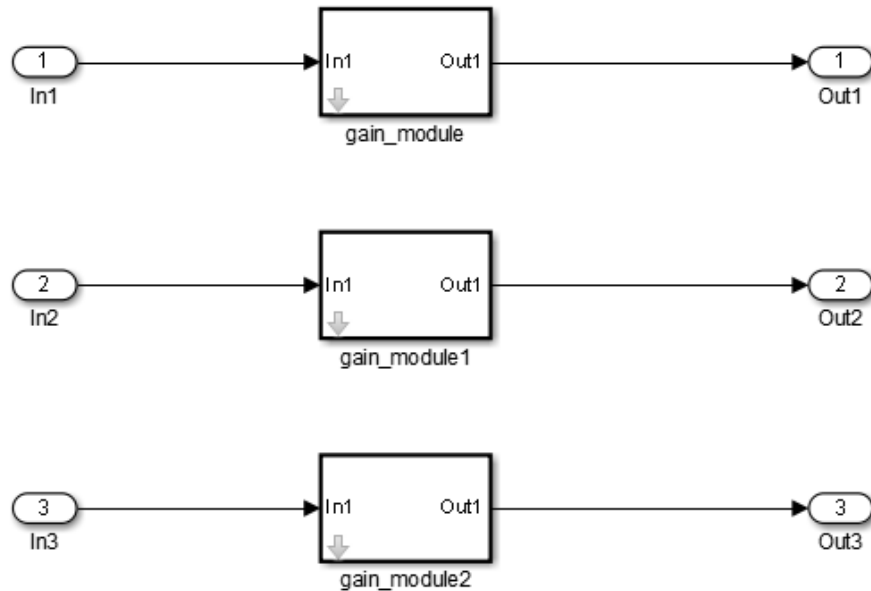 1 In1 Out1 1
In1 gain_module Out1
2 In1 Out1 2
In2 gain_module1 Out2
3 In1 Out1 3
In3 gain_module2 Out3